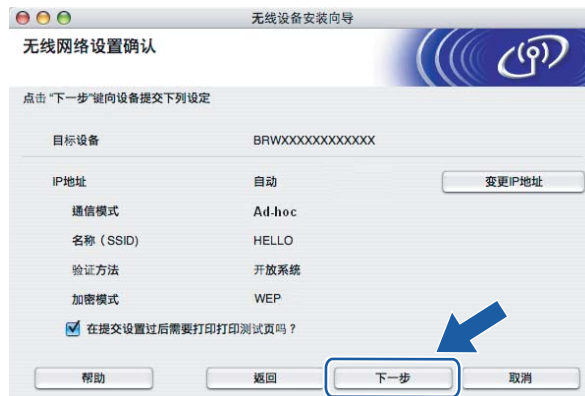 无线设备安装向导
无线网络设置确认
点击 “下一步”键向设备提交下列设定
目标设备 BRWXXXXXXXXXXXX
IP地址 自动 变更IP地址
通信模式 Ad-hoc
名称（SSID) HELLO
验证方法 开放系统
加密模式 WEP
在提交设置过后需要打印打印测试页吗？
帮助 返回 下一步 取消